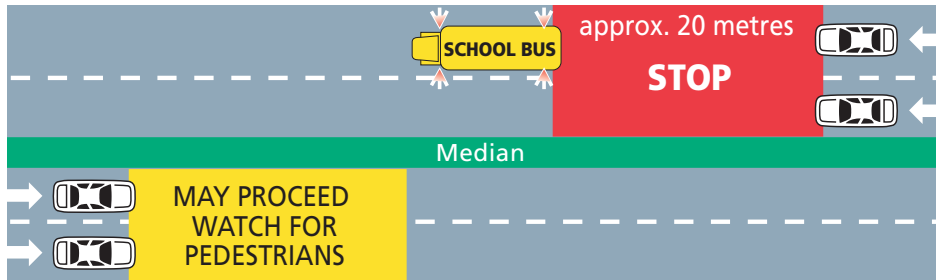 SCHOOL BUS
approx. 20 metres
STOP
Median
MAY PROCEED
WATCH FOR
PEDESTRIANS